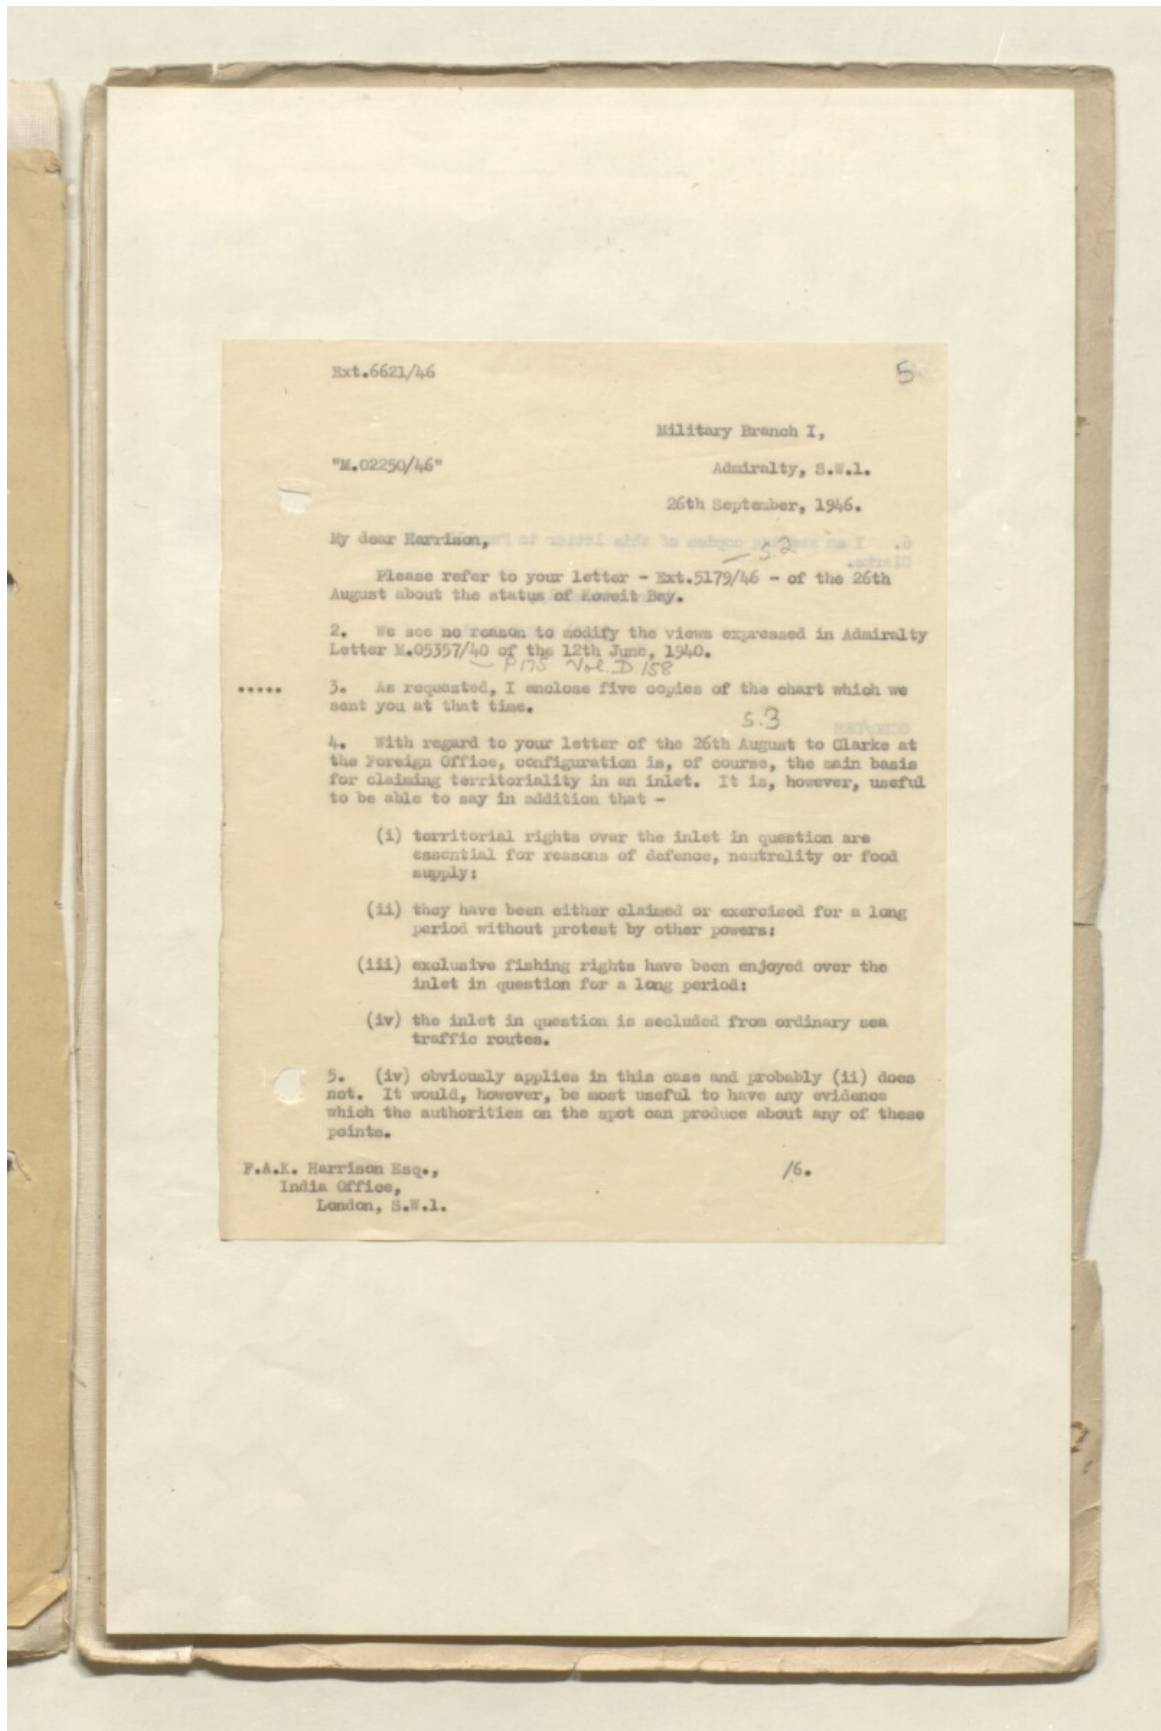 Ext.6621/46
5
Military Branch I,
"M.02250/46"
Admiralty, S.W.1.
26th September, 1946.
My dear Harrison,
s.2
Please refer to your letter - Ext.5179/46 - of the 26th
August about the status of Koweit Bay.
2. We see no reason to modify the views expressed in Admiralty
Letter M.05357/40 of the 12th June, 1940.
P175 Vol. D 158
..... 3. As requested, I enclose five copies of the chart which we
sent you at that time.
s.3
4. With regard to your letter of the 26th August to Clarke at
the Foreign Office, configuration is, of course, the main basis
for claiming territoriality in an inlet. It is, however, useful
to be able to say in addition that -
(i) territorial rights over the inlet in question are
essential for reasons of defence, neutrality or food
supply:
(ii) they have been either claimed or exercised for a long
period without protest by other powers:
(iii) exclusive fishing rights have been enjoyed over the
inlet in question for a long period:
(iv) the inlet in question is secluded from ordinary sea
traffic routes.
5. (iv) obviously applies in this case and probably (ii) does
not. It would, however, be most useful to have any evidence
which the authorities on the spot can produce about any of these
points.
F.A.K. Harrison Esq.,
/6.
India Office,
London, S.W.1.